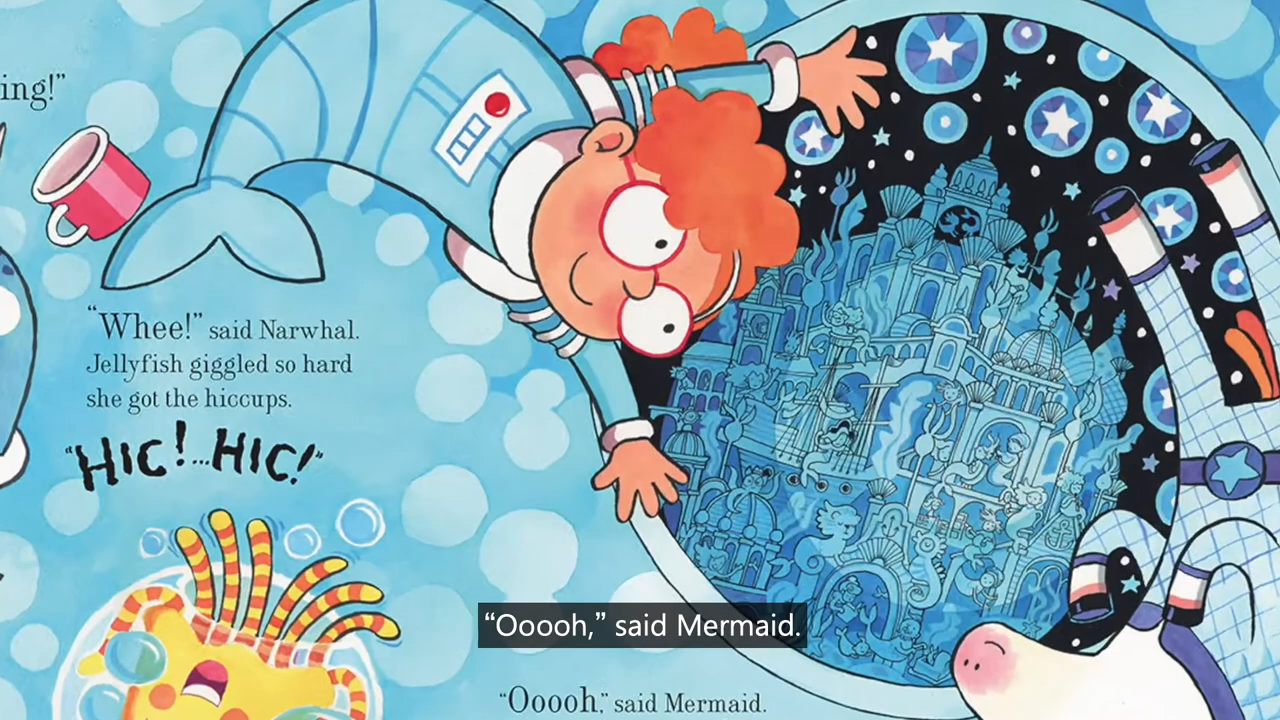 ing!”
“Whee!” said Narwhal.
Jellyfish giggled so hard
she got the hiccups.
“HIC!...HIC!”
“Ooooh,” said Mermaid.
“Ooooh,” said Mermaid.